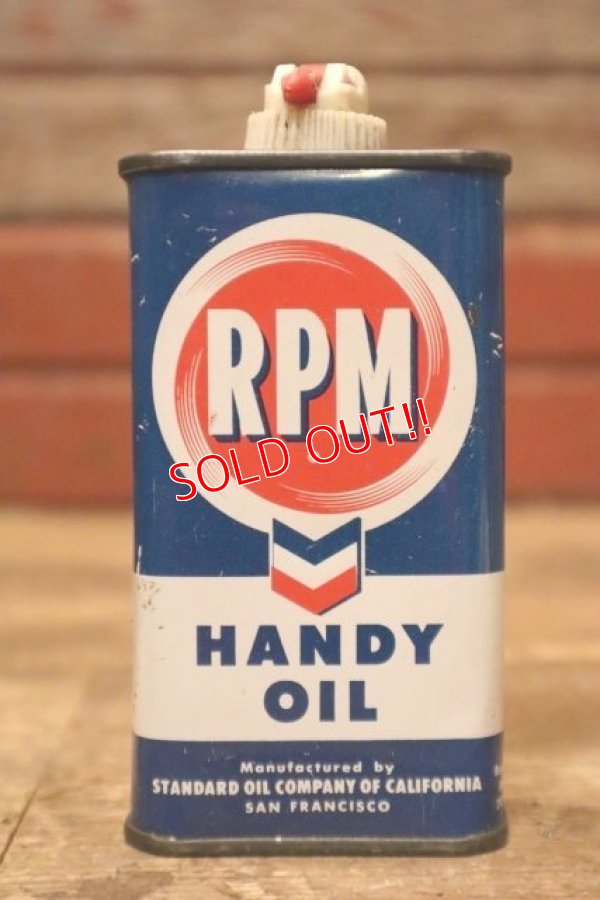 RPM
SOLD OUT!!
HANDY
OIL
Manufactured by
STANDARD OIL COMPANY OF CALIFORNIA
SAN FRANCISCO